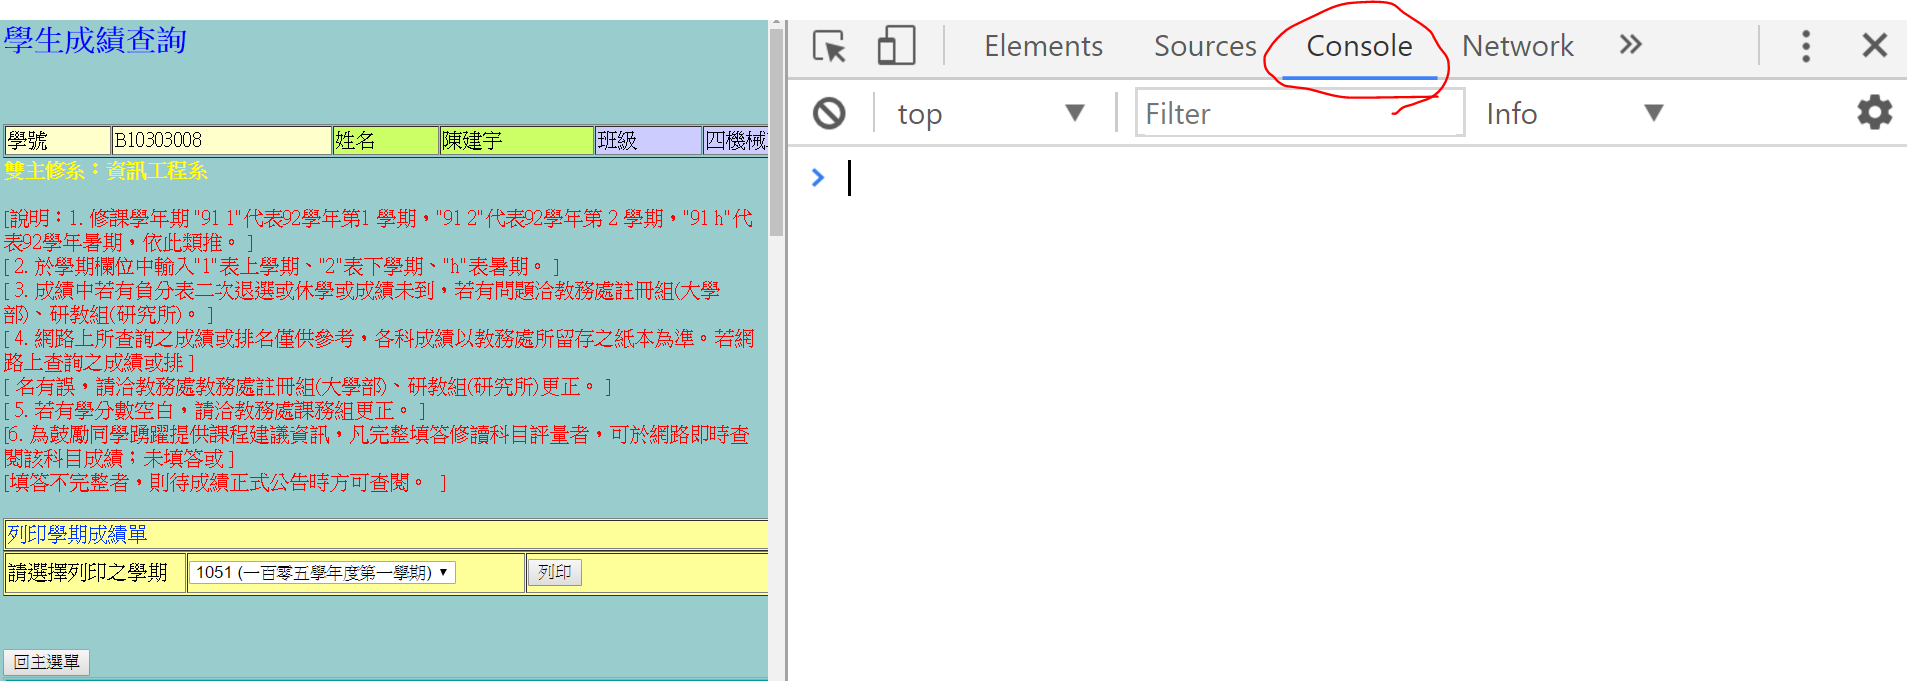 學生成績查詢
學號 B10303008 姓名 陳建宇 班級 四機械
雙主修系：資訊工程系
[說明：1. 修課學年期 "91 1"代表92學年第1 學期，"91 2"代表92學年第 2 學期，"91 h"代
表92學年暑期，依此類推。 ]
[ 2. 於學期欄位中輸入"1"表上學期、"2"表下學期、"h"表暑期。 ]
[ 3. 成績中若有自分表二次退選或休學或成績未到，若有問題洽教務處註冊組(大學
部)、研教組(研究所)。 ]
[ 4. 網路上所查詢之成績或排名僅供參考，各科成績以教務處所留存之紙本為準。若網
路上查詢之成績或排 ]
[ 名有誤，請洽教務處教務處註冊組(大學部)、研教組(研究所)更正。 ]
[ 5. 若有學分數空白，請洽教務處課務組更正。 ]
[6. 為鼓勵同學踴躍提供課程建議資訊，凡完整填答修讀科目評量者，可於網路即時查
閱該科目成績；未填答或 ]
[填答不完整者，則待成績正式公告時方可查閱。 ]
列印學期成績單
請選擇列印之學期 1051 (一百零五學年度第一學期) 列印
回主選單
Elements Sources Console Network
top Filter Info